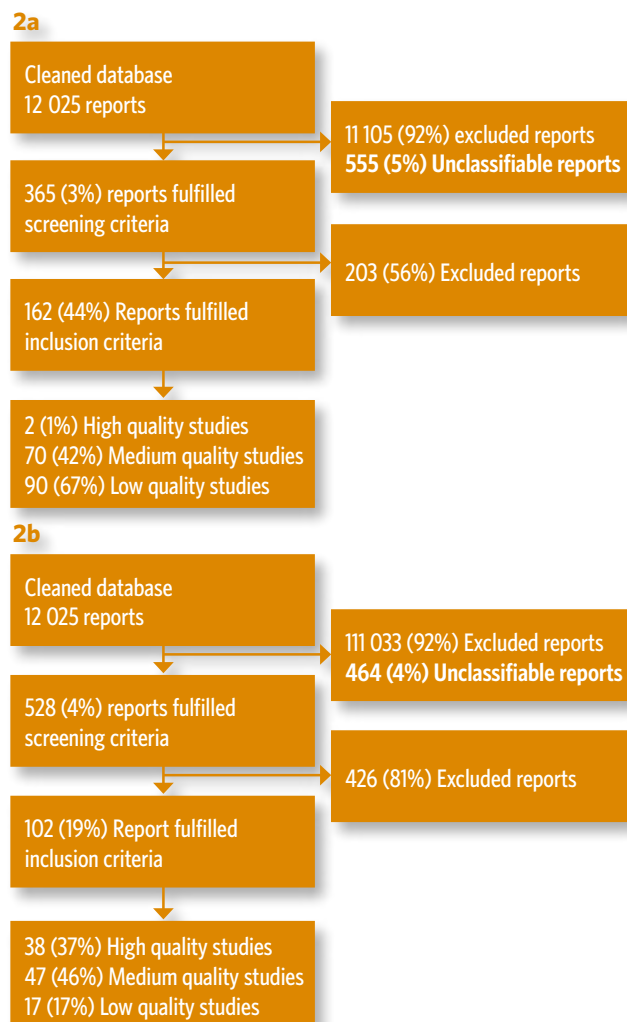 2a
Cleaned database
12 025 reports
11 105 (92%) excluded reports
555 (5%) Unclassifiable reports
365 (3%) reports fulfilled
screening criteria
203 (56%) Excluded reports
162 (44%) Reports fulfilled
inclusion criteria
2 (1%) High quality studies
70 (42%) Medium quality studies
90 (67%) Low quality studies
2b
Cleaned database
12 025 reports
111 033 (92%) Excluded reports
464 (4%) Unclassifiable reports
528 (4%) reports fulfilled
screening criteria
426 (81%) Excluded reports
102 (19%) Report fulfilled
inclusion criteria
38 (37%) High quality studies
47 (46%) Medium quality studies
17 (17%) Low quality studies